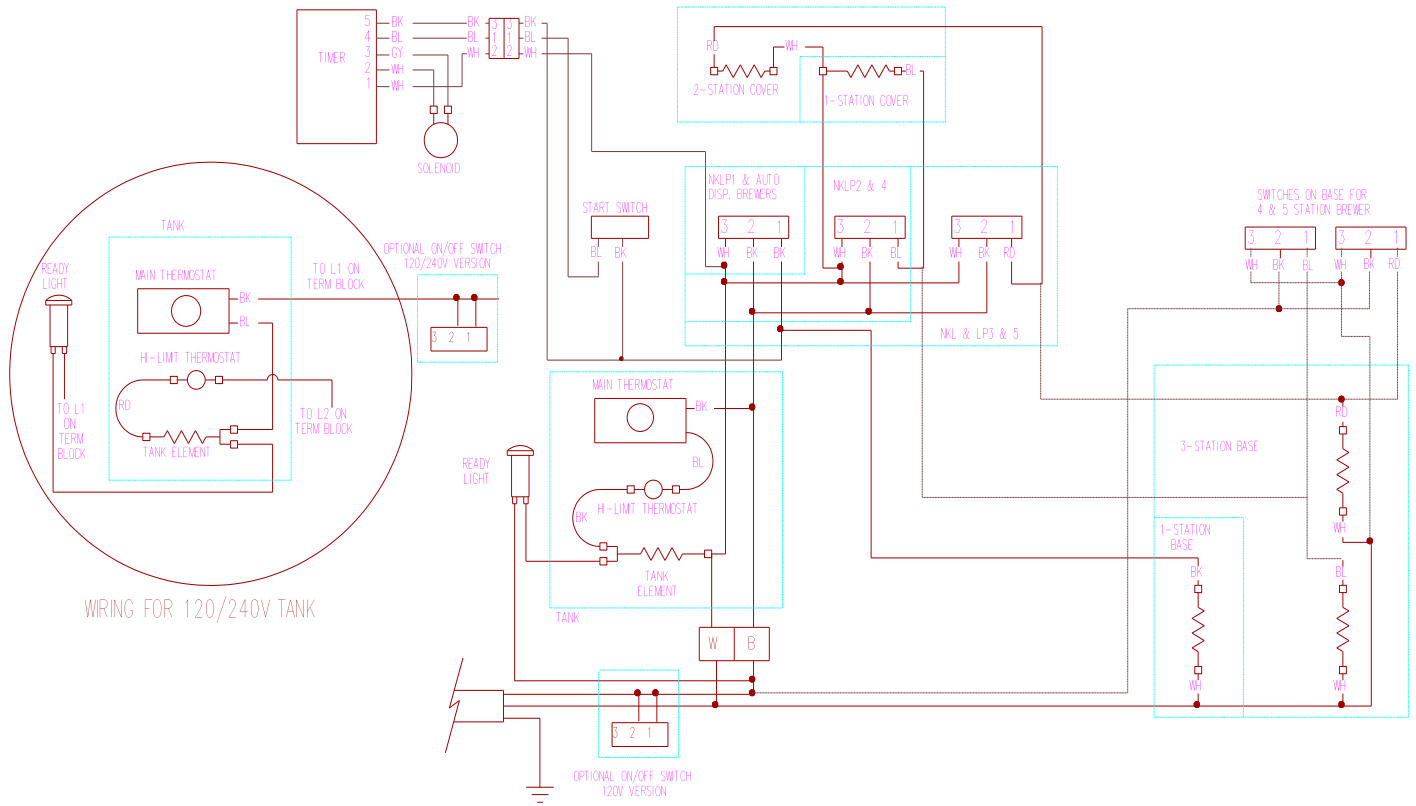 TIMER
5 BK
4 BL
3 GY
2 WH
1 WH
BK 3 3 BK
BL 1 1 BL
WH 2 2 WH
SOLENOID
RD
WH
BL
2-STATION COVER
1-STATION COVER
NKLP1 & AUTO
DISP. BREWERS
NKLP2 & 4
3 2 1
WH BK BK
3 2 1
WH BK BL
3 2 1
WH BK RD
NKL & LP3 & 5
START SWITCH
BL BK
SWITCHES ON BASE FOR
4 & 5 STATION BREWER
3 2 1
WH BK BL
3 2 1
WH BK RD
TANK
READY
LIGHT
MAIN THERMOSTAT
BK
BL
TO L1 ON
TERM BLOCK
OPTIONAL ON/OFF SWITCH
120/240V VERSION
3 2 1
HI-LIMIT THERMOSTAT
RD
TO L1
ON
TERM
BLOCK
TO L2 ON
TERM BLOCK
TANK ELEMENT
WIRING FOR 120/240V TANK
MAIN THERMOSTAT
BK
BL
READY
LIGHT
HI-LIMIT THERMOSTAT
BK
TANK
ELEMENT
TANK
W B
3 2 1
OPTIONAL ON/OFF SWITCH
120V VERSION
3-STATION BASE
RD
WH
1-STATION
BASE
BK
BL
WH
WH